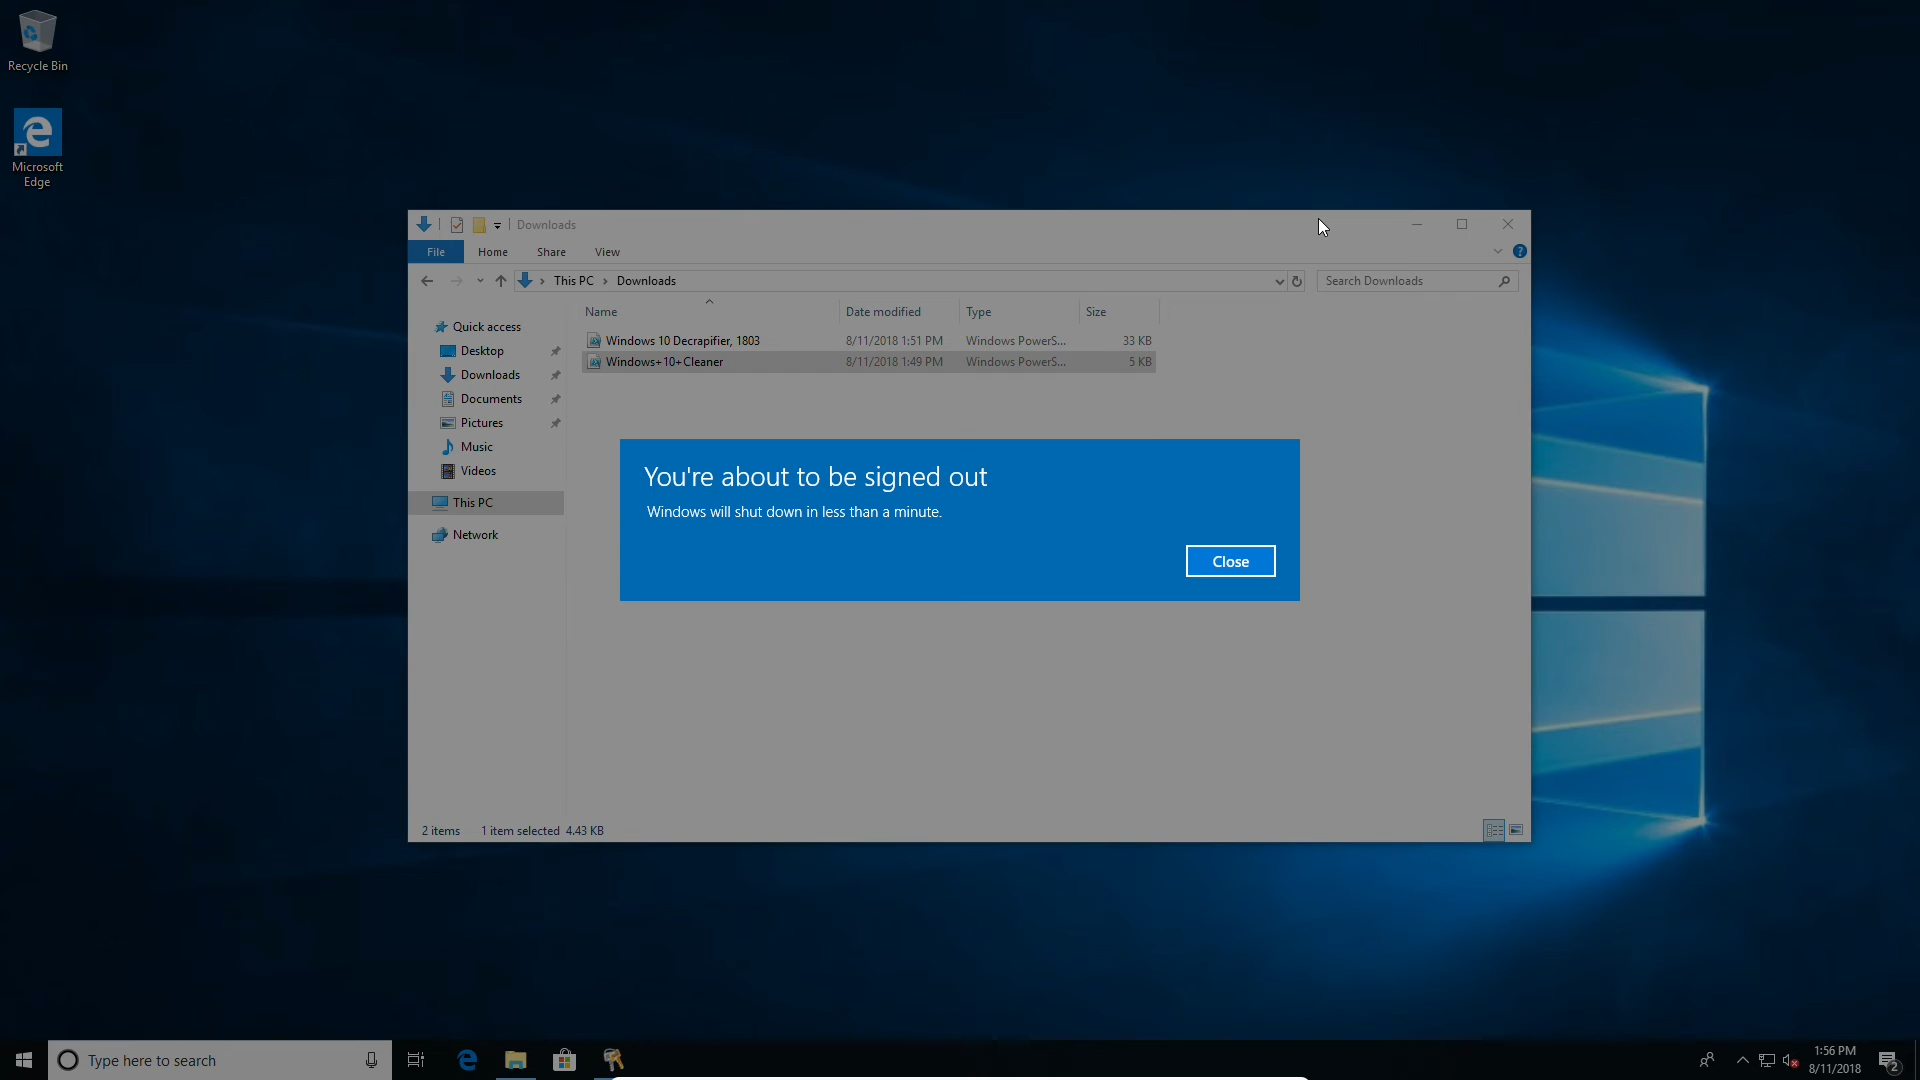 Recycle Bin
Microsoft
Edge
Downloads
File Home Share View
This PC Downloads
Search Downloads
Name Date modified Type Size
Windows 10 Decrapifier, 1803 8/11/2018 1:51 PM Windows PowerS... 33 KB
Windows+10+Cleaner 8/11/2018 1:49 PM Windows PowerS... 5 KB
Quick access
Desktop
Downloads
Documents
Pictures
Music
Videos
This PC
Network
You're about to be signed out
Windows will shut down in less than a minute.
Close
2 items 1 item selected 4.43 KB
Type here to search
1:56 PM
8/11/2018
2